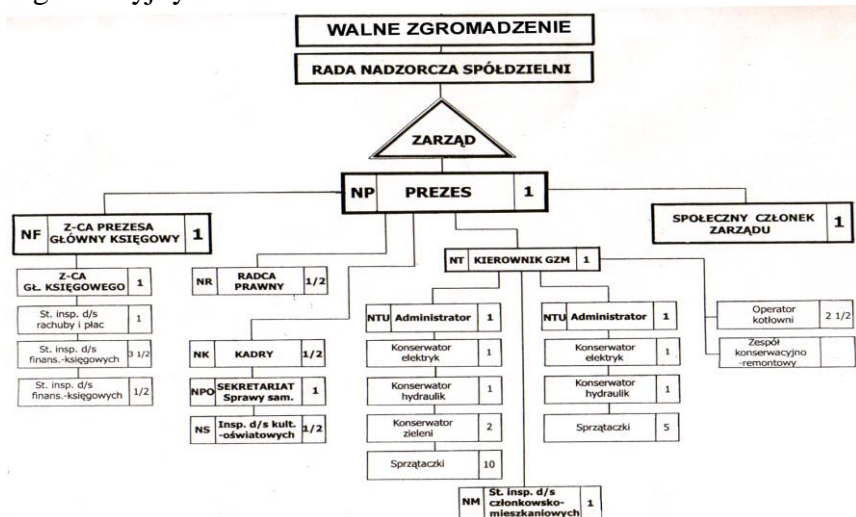 WALNE ZGROMADZENIE
RADA NADZORCZA SPÓŁDZIELNI
ZARZĄD
NP PREZES 1
NF Z-CA PREZESA
GŁÓWNY KSIĘGOWY 1
SPOŁECZNY CZŁONEK
ZARZĄDU 1
Z-CA
GŁ. KSIĘGOWEGO 1
St. insp. d/s
rachuby i płac 1
St. insp. d/s
finans.-księgowych 3 1/2
St. insp. d/s
finans.-księgowych 1/2
NR RADCA
PRAWNY 1/2
NK KADRY 1/2
NPO SEKRETARIAT
Sprawy sam. 1
NS Insp. d/s kult.
-oświatowych 1/2
NT KIEROWNIK GZM 1
NTU Administrator 1
Konserwator
elektryk 1
Konserwator
hydraulik 1
Konserwator
zieleni 2
Sprzątaczki 10
NTU Administrator 1
Konserwator
elektryk 1
Konserwator
hydraulik 1
Sprzątaczki 5
Operator
kotłowni 2 1/2
Zespół
konserwacyjno
-remontowy
NM St. insp. d/s
członkowsko-
mieszkaniowych 1